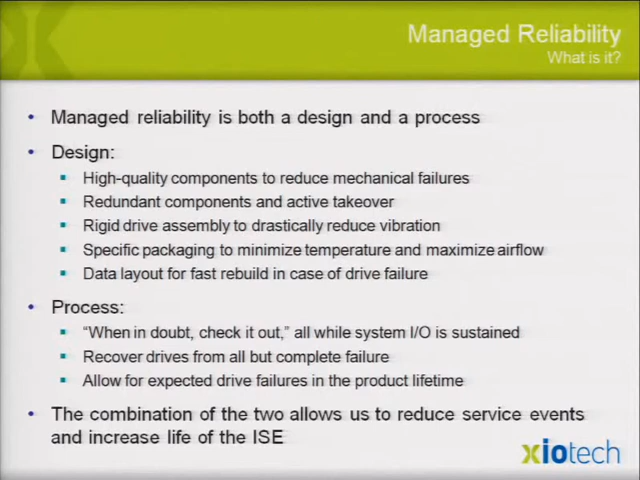 Managed Reliability
What is it?
• Managed reliability is both a design and a process
• Design:
▪ High-quality components to reduce mechanical failures
▪ Redundant components and active takeover
▪ Rigid drive assembly to drastically reduce vibration
▪ Specific packaging to minimize temperature and maximize airflow
▪ Data layout for fast rebuild in case of drive failure
• Process:
▪ “When in doubt, check it out,” all while system I/O is sustained
▪ Recover drives from all but complete failure
▪ Allow for expected drive failures in the product lifetime
• The combination of the two allows us to reduce service events
and increase life of the ISE
xiotech